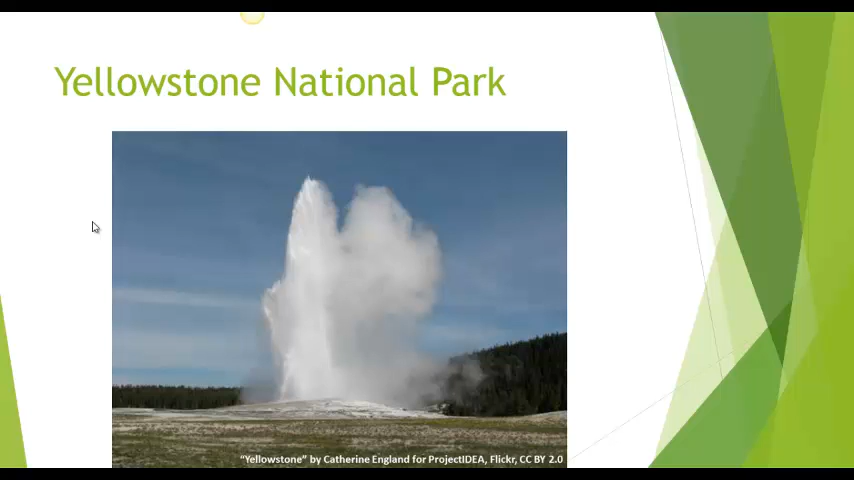 Yellowstone National Park
“Yellowstone” by Catherine England for ProjectIDEA, Flickr, CC BY 2.0